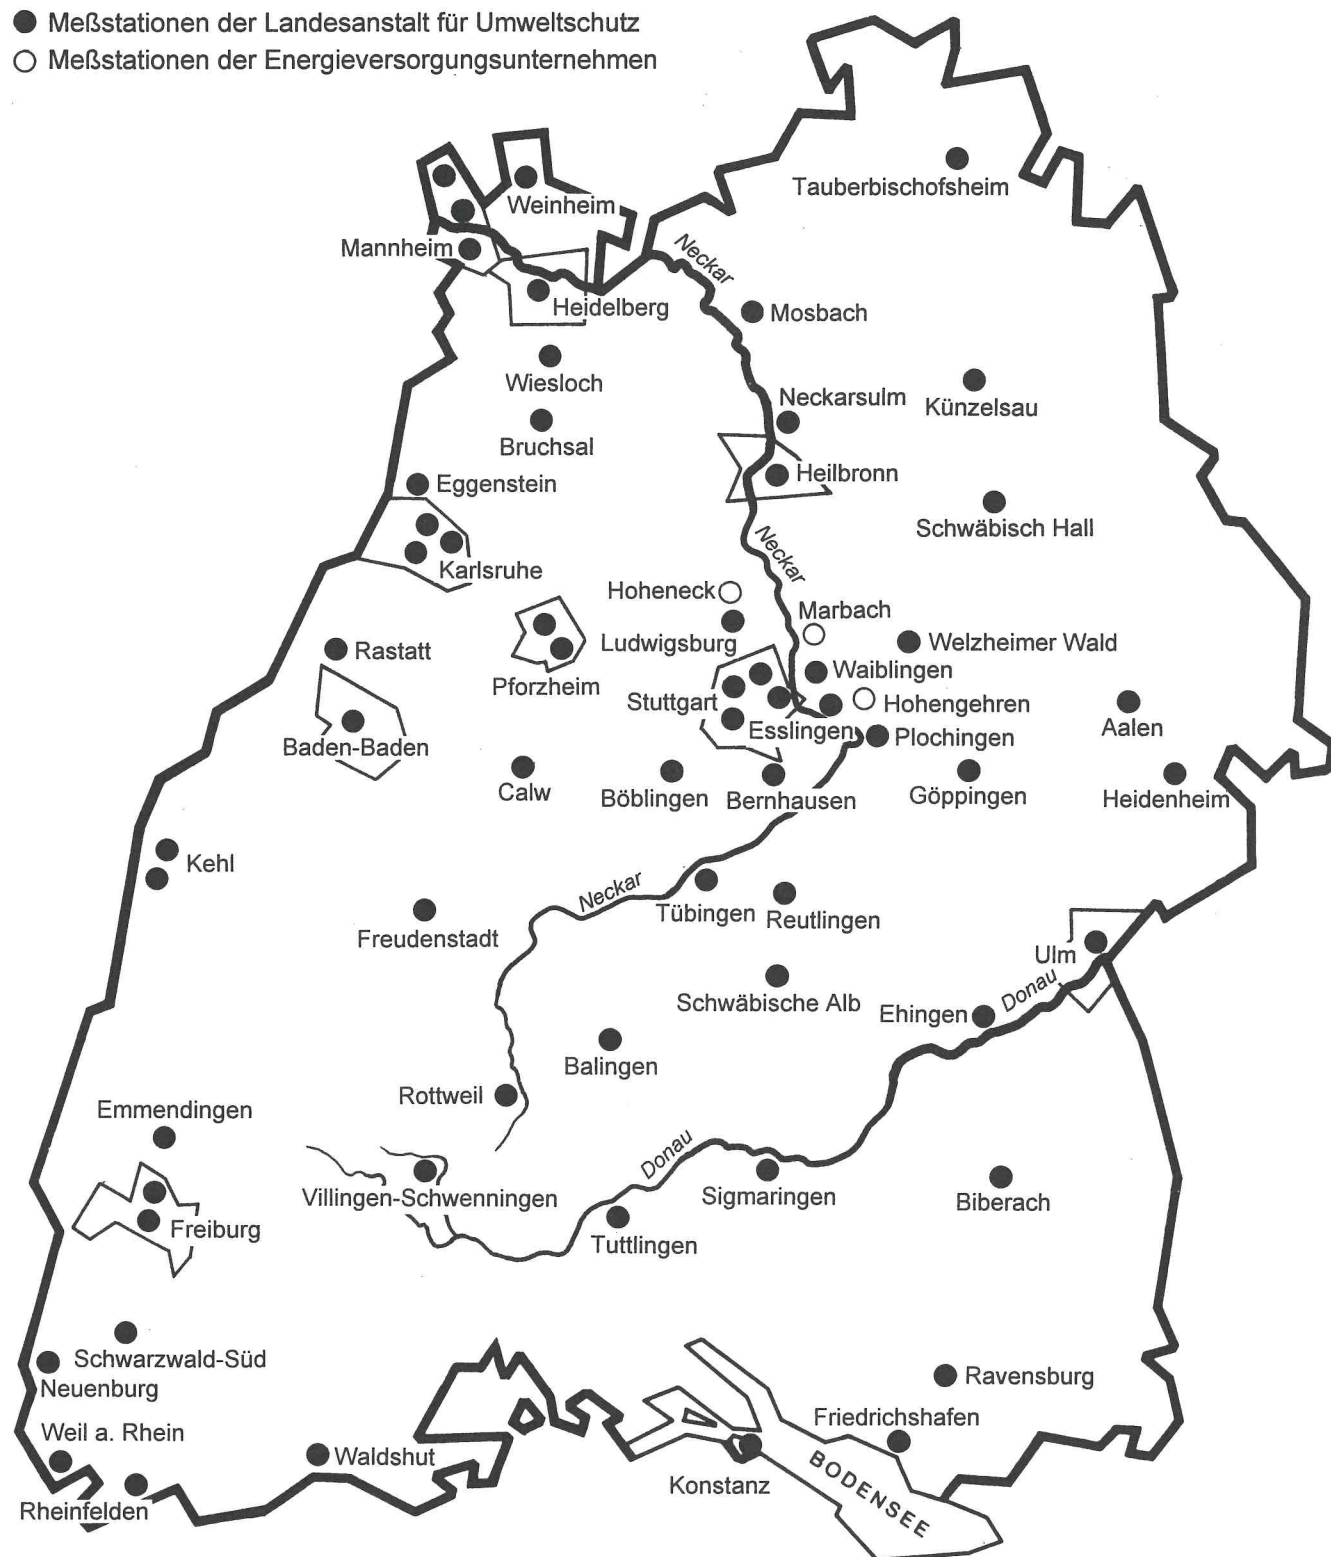 Meßstationen der Landesanstalt für Umweltschutz
Meßstationen der Energieversorgungsunternehmen
Tauberbischofsheim
Weinheim
Mannheim
Neckar
Heidelberg
Mosbach
Wiesloch
Neckarsulm
Künzelsau
Bruchsal
Heilbronn
Eggenstein
Schwäbisch Hall
Karlsruhe
Neckar
Hoheneck
Marbach
Ludwigsburg
Welzheimer Wald
Rastatt
Waiblingen
Pforzheim
Stuttgart
Hohengehren
Aalen
Esslingen
Plochingen
Baden-Baden
Calw
Böblingen
Bernhausen
Göppingen
Heidenheim
Kehl
Neckar
Tübingen
Reutlingen
Freudenstadt
Ulm
Donau
Schwäbische Alb
Ehingen
Balingen
Rottweil
Emmendingen
Donau
Villingen-Schwenningen
Sigmaringen
Biberach
Freiburg
Tuttlingen
Schwarzwald-Süd
Neuenburg
Ravensburg
Friedrichshafen
Weil a. Rhein
Waldshut
Konstanz
BODENSEE
Rheinfelden